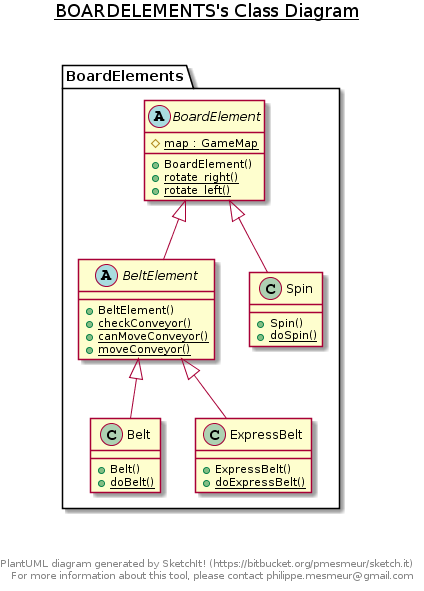 BOARDELEMENTS's Class Diagram
BoardElements
A BoardElement
map : GameMap
BoardElement()
rotate_right()
rotate_left()
A BeltElement
BeltElement()
checkConveyor()
canMoveConveyor()
moveConveyor()
C Spin
Spin()
doSpin()
C Belt
Belt()
doBelt()
C ExpressBelt
ExpressBelt()
doExpressBelt()
PlantUML diagram generated by SketchIt! (https://bitbucket.org/pmesmeur/sketch.it)
For more information about this tool, please contact philippe.mesmeur@gmail.com